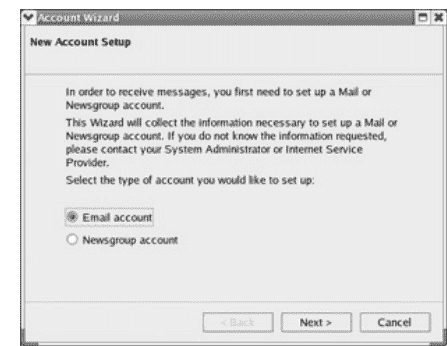 Account Wizard
New Account Setup
In order to receive messages, you first need to set up a Mail or
Newsgroup account.
This Wizard will collect the information necessary to set up a Mail or
Newsgroup account. If you do not know the information requested,
please contact your System Administrator or Internet Service
Provider.
Select the type of account you would like to set up:
Email account
Newsgroup account
< Back Next > Cancel